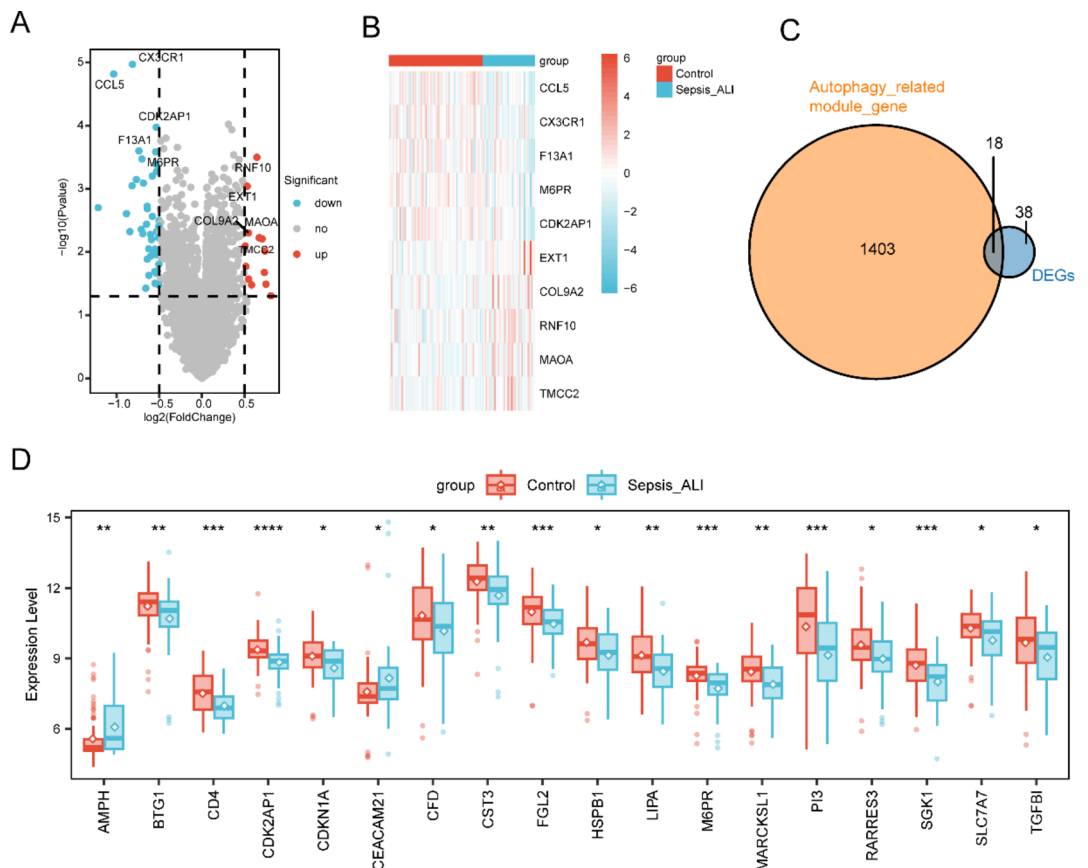 A
CX3CR1
CCL5
CDK2AP1
F13A1
M6PR
RNF10
EXT1
COL9A2
MAOA
TMCC2
5
4
3
2
1
0
−log10(Pvalue)
−1.0
−0.5
0.0
0.5
log2(FoldChange)
Significant
down
no
up
B
group
CCL5
CX3CR1
F13A1
M6PR
CDK2AP1
EXT1
COL9A2
RNF10
MAOA
TMCC2
6
4
2
0
−2
−4
−6
group
Control
Sepsis_ALI
C
Autophagy_related
module_gene
18
38
1403
DEGs
D
group
Control
Sepsis_ALI
15
12
9
6
Expression Level
** ** *** **** * * * ** *** * ** *** ** *** * *** * *
AMPH
BTG1
CD4
CDK2AP1
CDKN1A
CEACAM21
CFD
CST3
FGL2
HSPB1
LIPA
M6PR
MARCKSL1
PI3
RARRES3
SGK1
SLC7A7
TGFBI